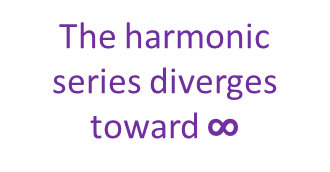 The harmonic
series diverges
toward ∞